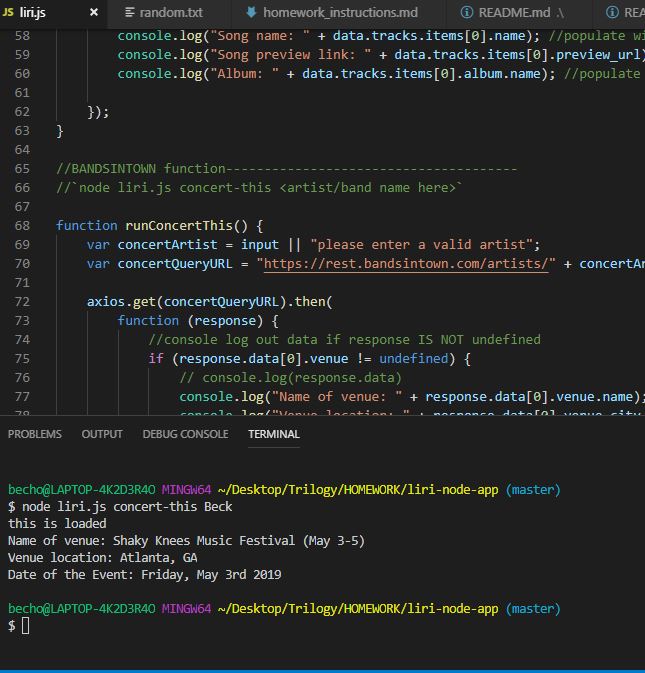 JS liri.js × random.txt homework_instructions.md README.md .\ REA
58 console.log("Song name: " + data.tracks.items[0].name); //populate wi
59 console.log("Song preview link: " + data.tracks.items[0].preview_url)
60 console.log("Album: " + data.tracks.items[0].album.name); //populate
61
62 });
63 }
64
65 //BANDSINTOWN function--------------------------------------
66 //`node liri.js concert-this <artist/band name here>`
67
68 function runConcertThis() {
69 var concertArtist = input || "please enter a valid artist";
70 var concertQueryURL = "https://rest.bandsintown.com/artists/" + concertAr
71
72 axios.get(concertQueryURL).then(
73 function (response) {
74 //console log out data if response IS NOT undefined
75 if (response.data[0].venue != undefined) {
76 // console.log(response.data)
77 console.log("Name of venue: " + response.data[0].venue.name);
78 console.log("Venue location: " + response.data[0].venue.city
PROBLEMS OUTPUT DEBUG CONSOLE TERMINAL
becho@LAPTOP-4K2D3R4O MINGW64 ~/Desktop/Trilogy/HOMEWORK/liri-node-app (master)
$ node liri.js concert-this Beck
this is loaded
Name of venue: Shaky Knees Music Festival (May 3-5)
Venue location: Atlanta, GA
Date of the Event: Friday, May 3rd 2019
becho@LAPTOP-4K2D3R4O MINGW64 ~/Desktop/Trilogy/HOMEWORK/liri-node-app (master)
$